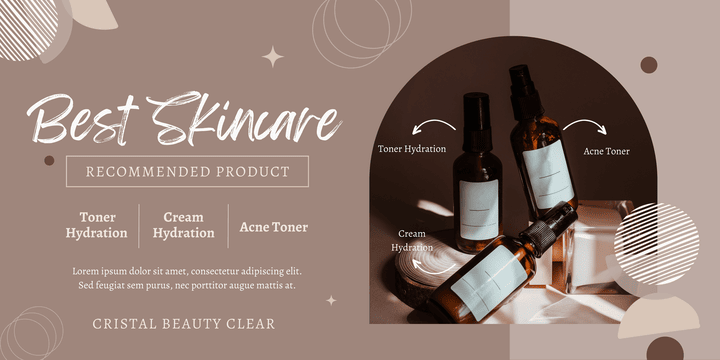 Best Skincare
RECOMMENDED PRODUCT
Toner
Hydration
Cream
Hydration
Acne Toner
Lorem ipsum dolor sit amet, consectetur adipiscing elit.
Sed feugiat sem purus, nec porttitor augue mattis at.
CRISTAL BEAUTY CLEAR
Toner Hydration
Acne Toner
Cream
Hydration